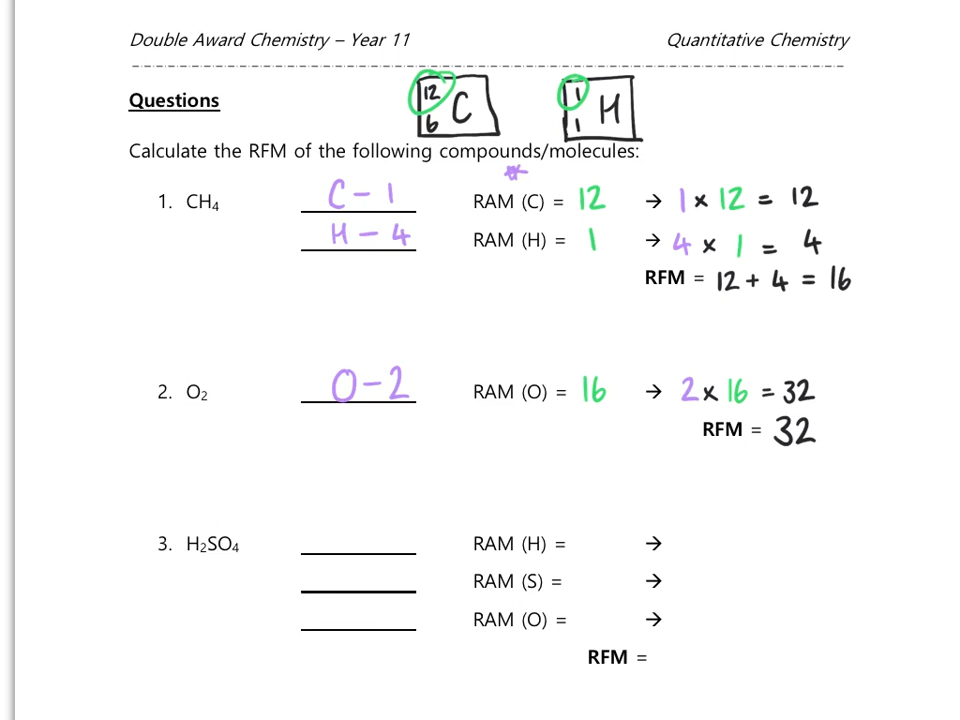 Double Award Chemistry – Year 11 Quantitative Chemistry
Questions 12 6 C 1 1 H
Calculate the RFM of the following compounds/molecules:
1. CH₄ C – 1 RAM (C) = 12 → 1 × 12 = 12
H – 4 RAM (H) = 1 → 4 × 1 = 4
RFM = 12 + 4 = 16
2. O₂ O – 2 RAM (O) = 16 → 2 × 16 = 32
RFM = 32
3. H₂SO₄ RAM (H) = →
RAM (S) = →
RAM (O) = →
RFM =